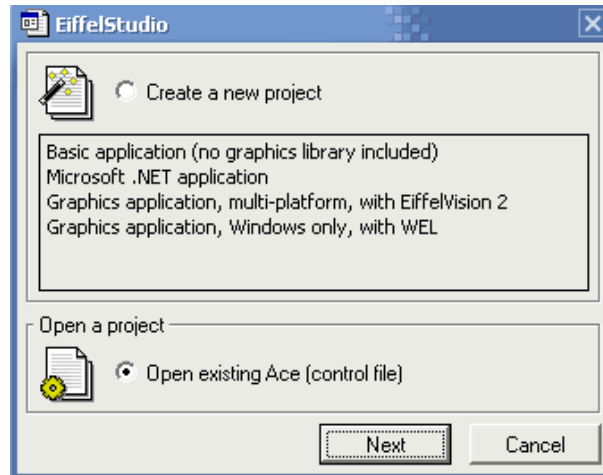 EiffelStudio
Create a new project
Basic application (no graphics library included)
Microsoft .NET application
Graphics application, multi-platform, with EiffelVision 2
Graphics application, Windows only, with WEL
Open a project
Open existing Ace (control file)
Next
Cancel